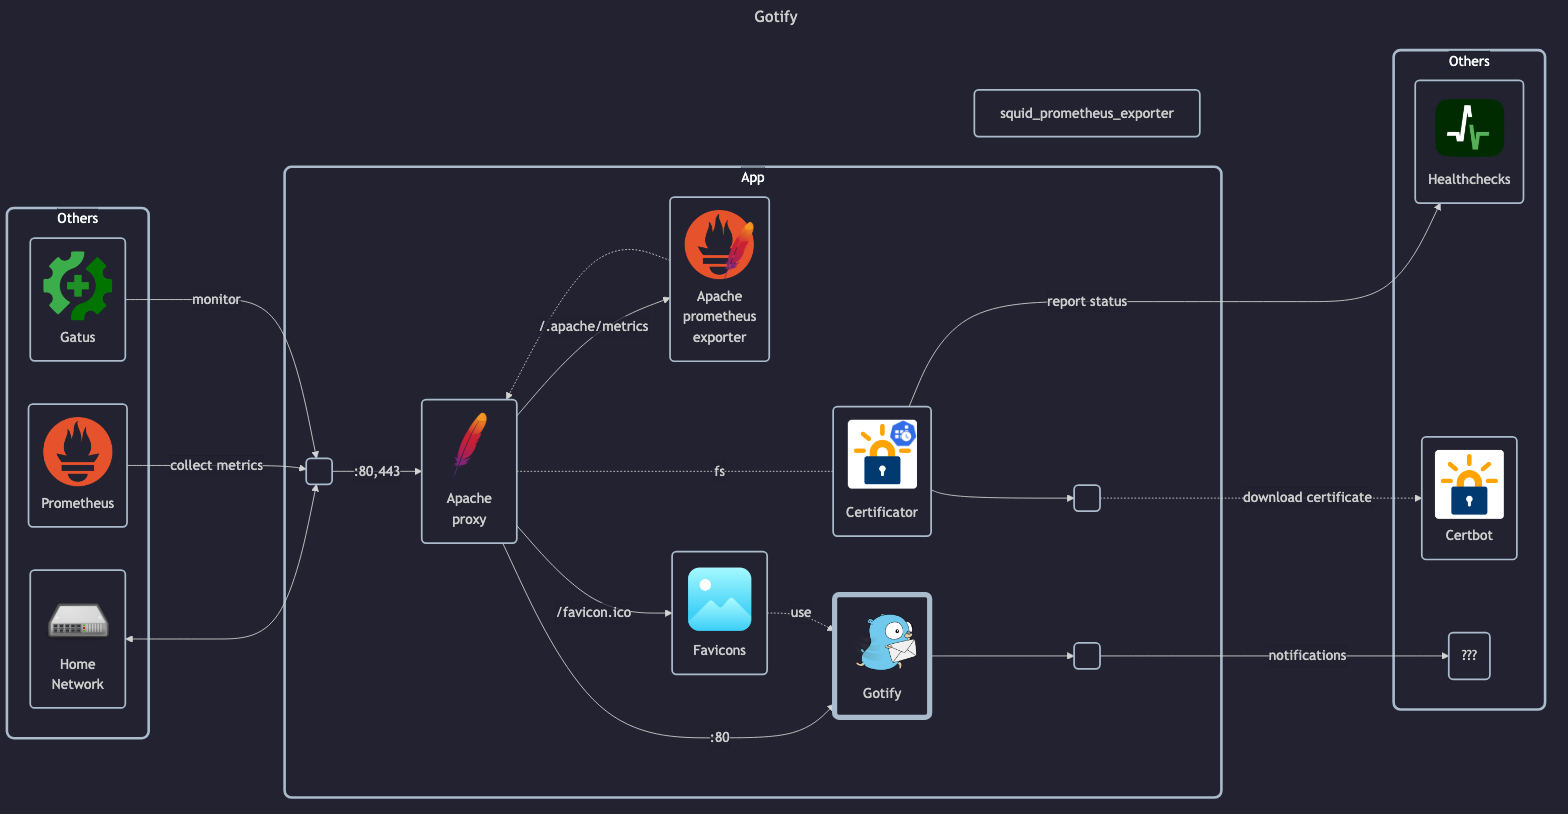 Gotify
Others
Gatus
Prometheus
Home
Network
monitor
collect metrics
App
:80,443
Apache
proxy
/.apache/metrics
Apache
prometheus
exporter
fs
/favicon.ico
Favicons
use
:80
Certificator
Gotify
squid_prometheus_exporter
report status
download certificate
notifications
Others
Healthchecks
Certbot
???